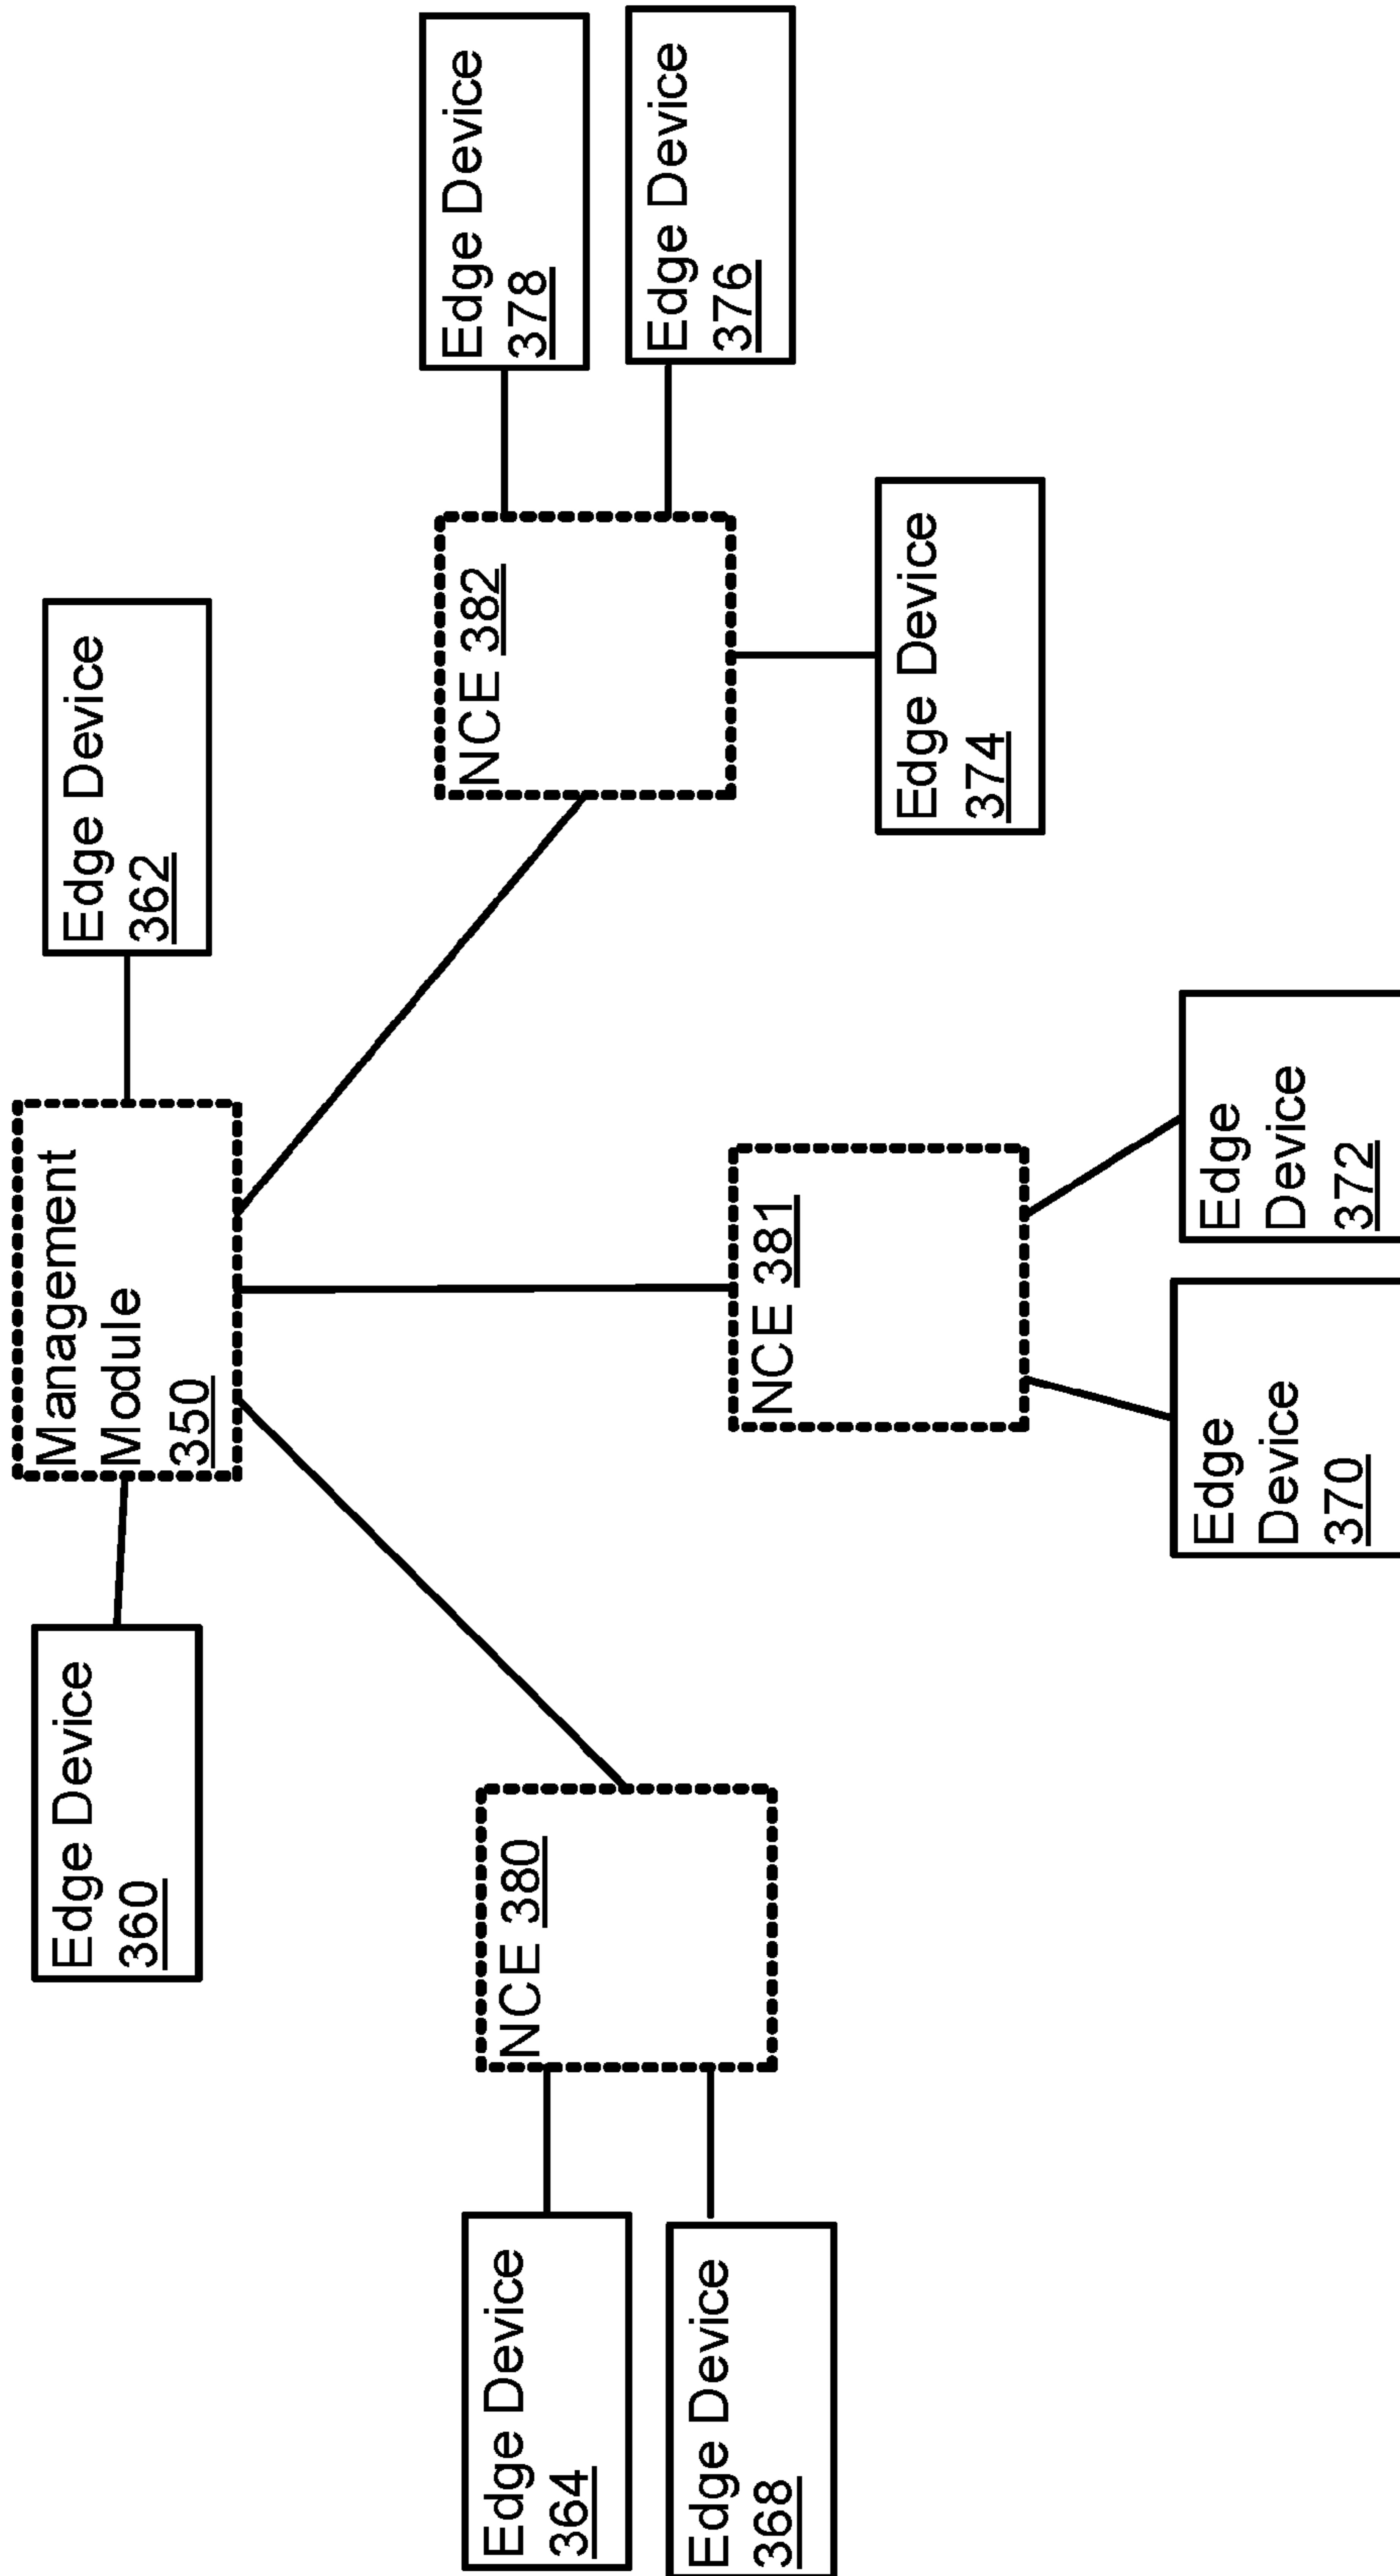 Management
Module
350
Edge Device
360
Edge Device
362
NCE 380
NCE 381
NCE 382
Edge Device
364
Edge Device
368
Edge
Device
370
Edge
Device
372
Edge Device
374
Edge Device
378
Edge Device
376